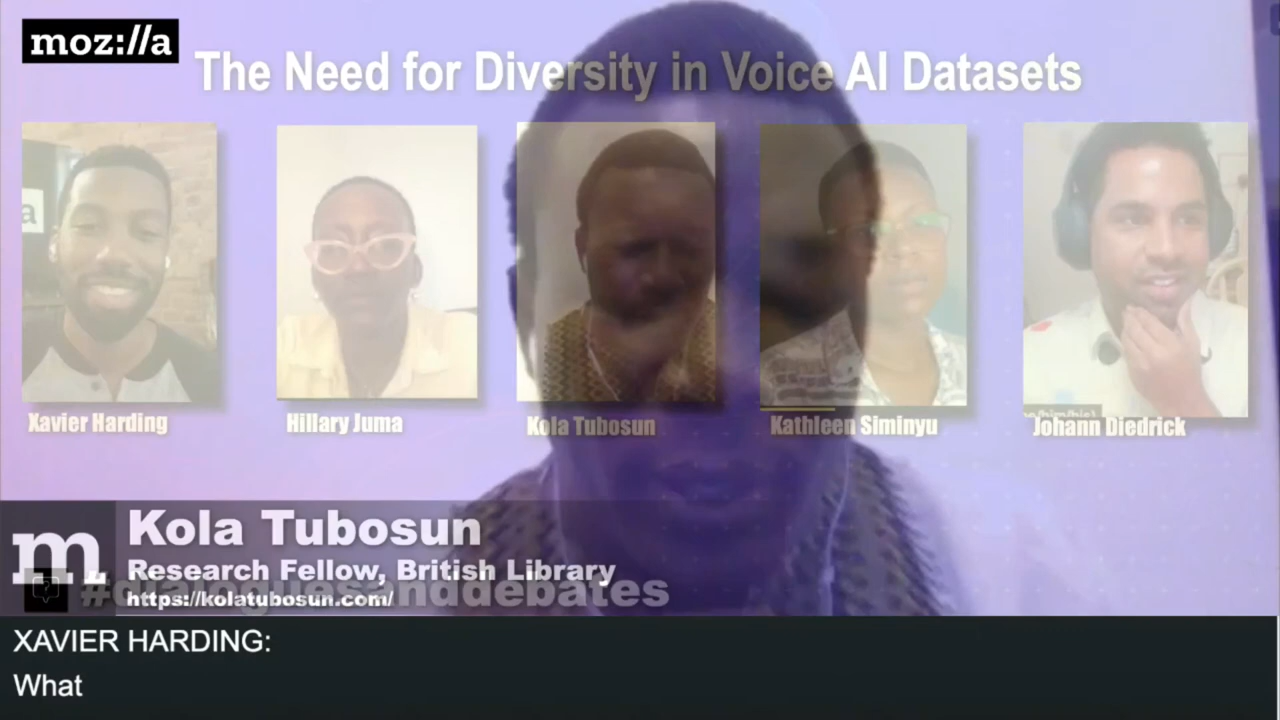 moz://a
The Need for Diversity in Voice AI Datasets
a
Xavier Harding
Hillary Juma
Kola Tubosun
Kathleen Siminyu
Johann Diedrick
m
Kola Tubosun
Research Fellow, British Library
https://kolatubosun.com/
XAVIER HARDING:
What